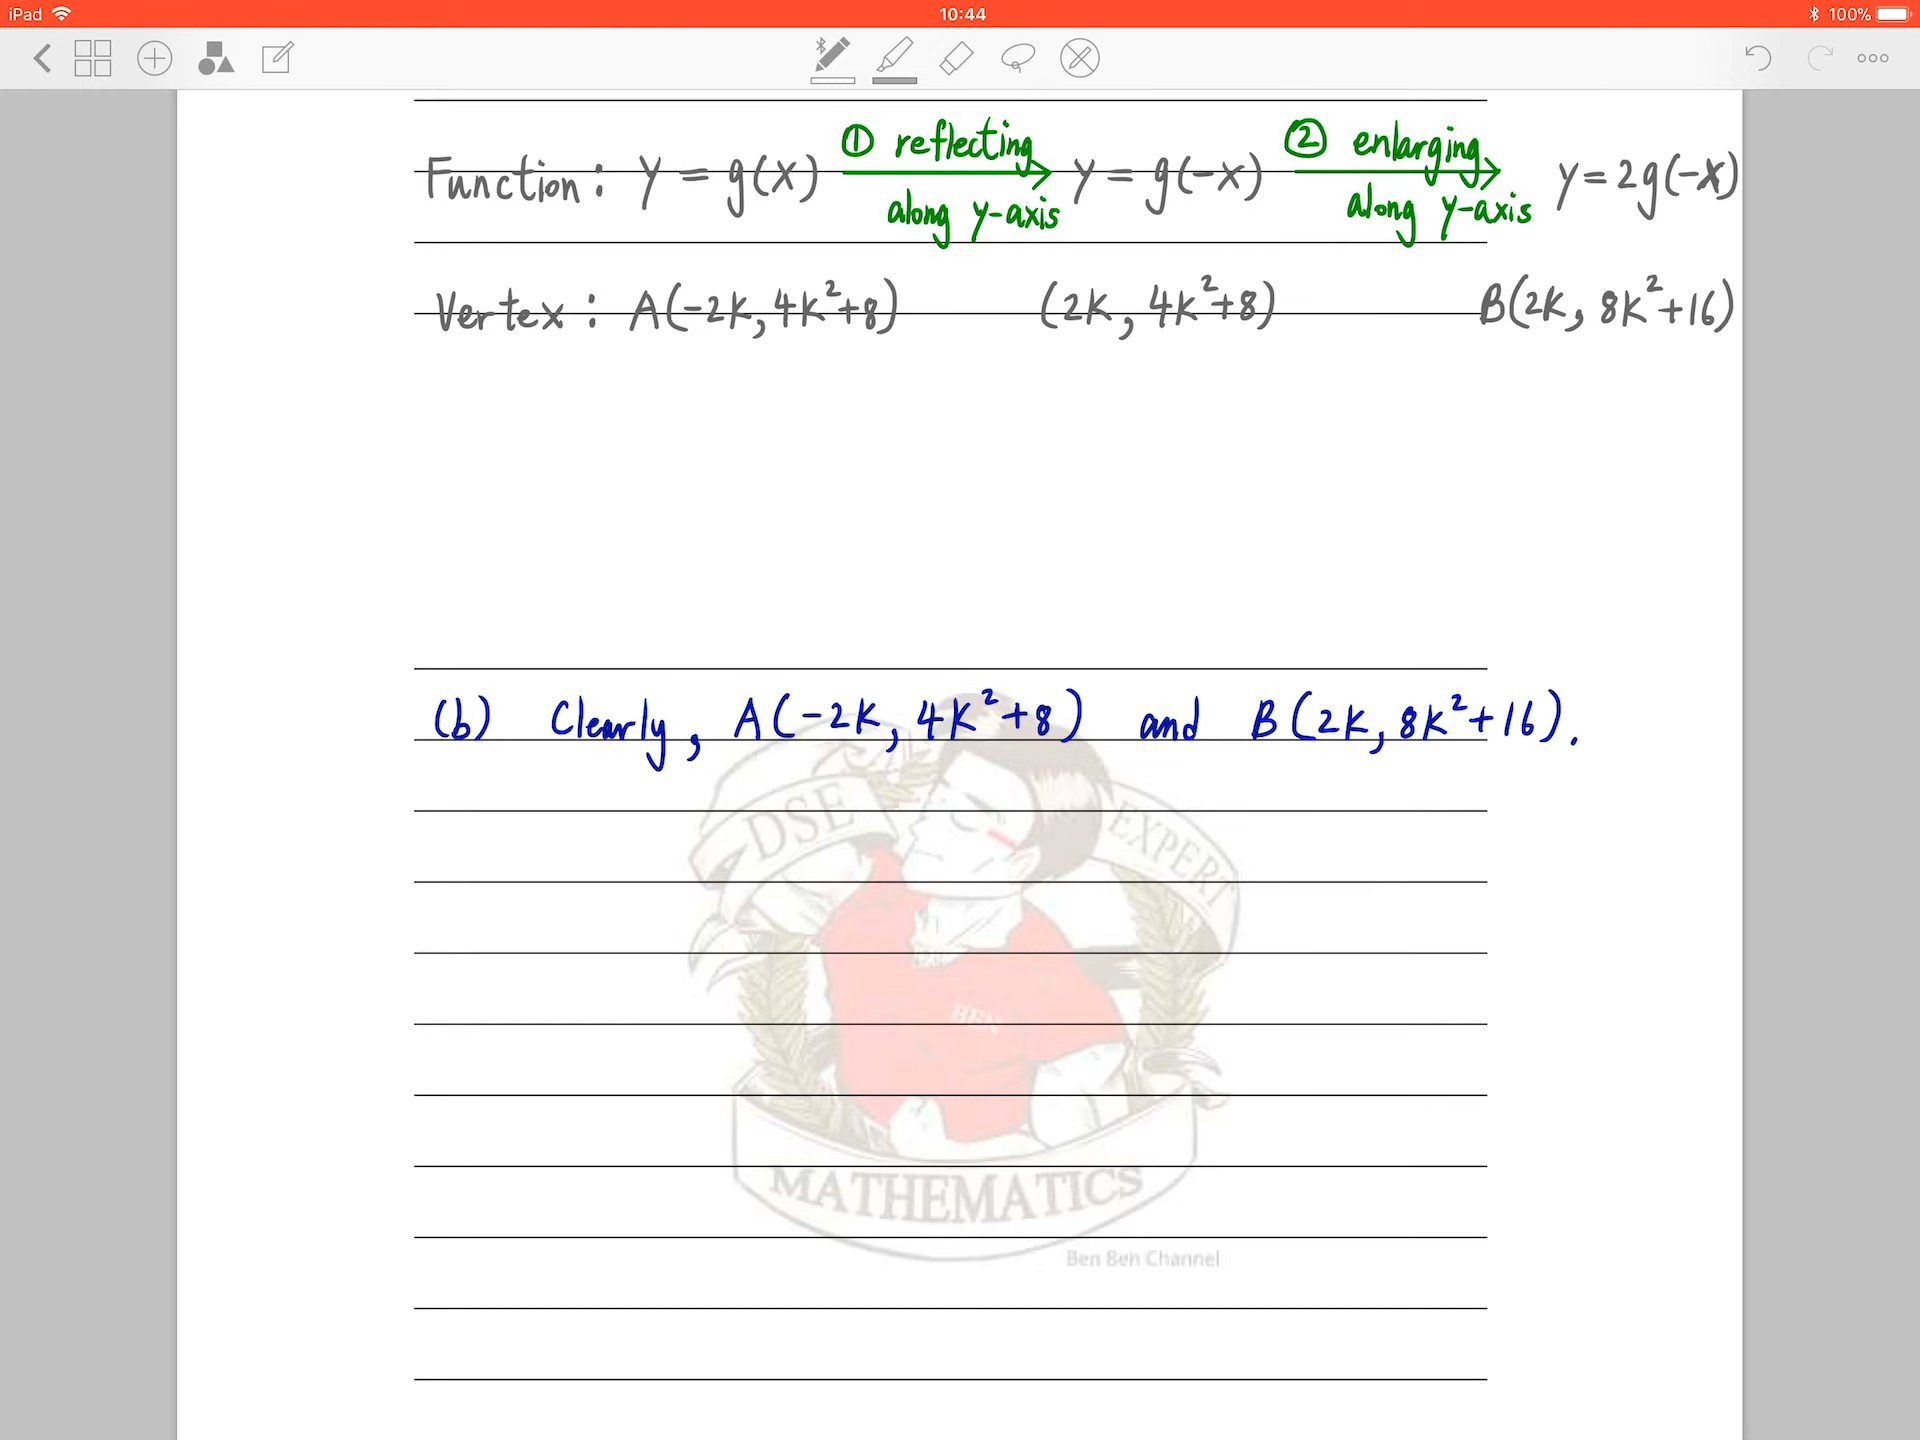 iPad 10:44 100%
① reflecting ② enlarging
Function: y = g(x) y = g(-x) y = 2g(-x)
along y-axis along y-axis
Vertex: A(-2k, 4k²+8) (2k, 4k²+8) B(2k, 8k²+16)
(b) Clearly, A(-2k, 4k²+8) and B(2k, 8k²+16).
DSE EXPERT
BEN
MATHEMATICS
Ben Ben Channel